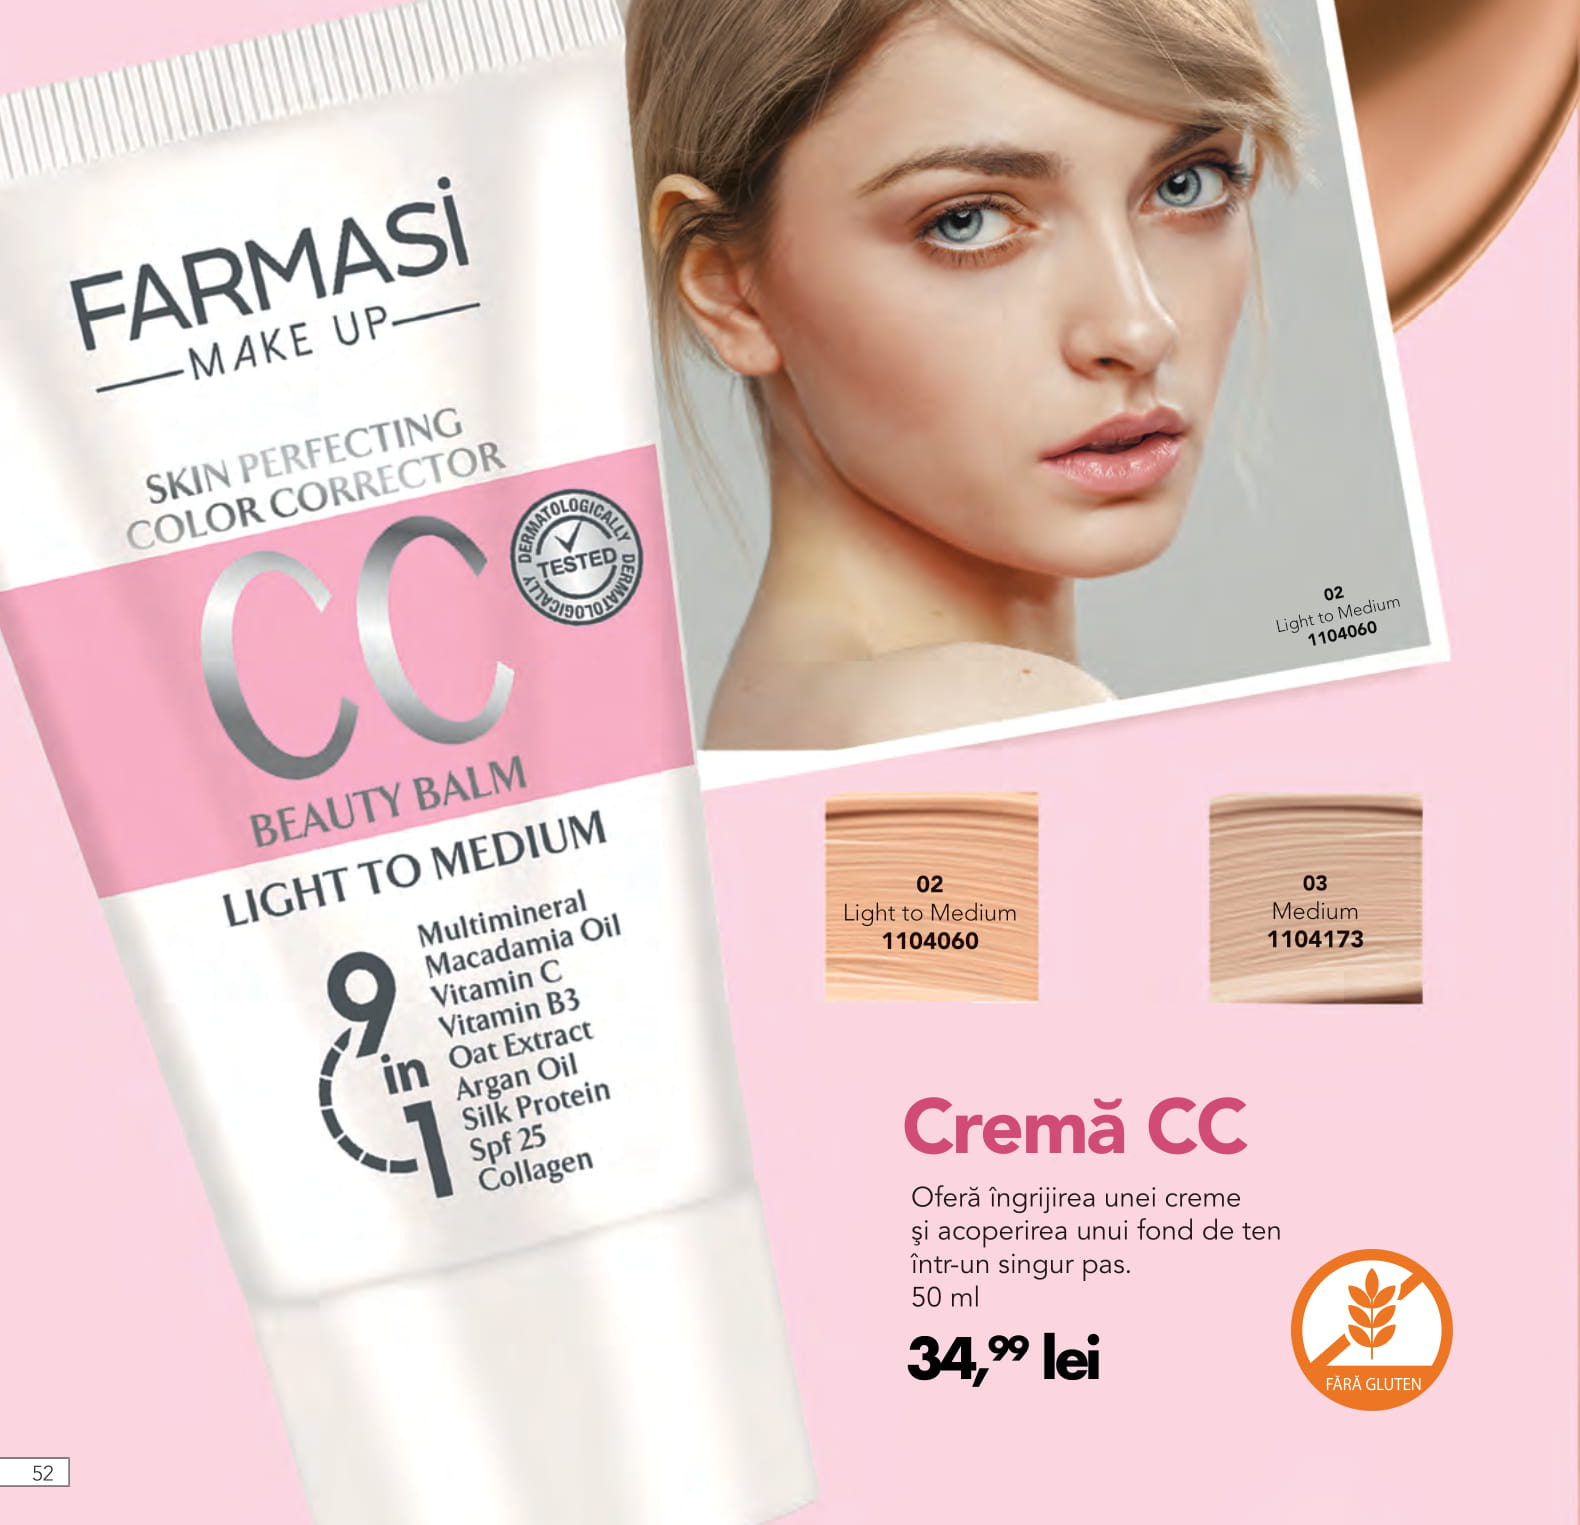 FARMASİ
MAKE UP
SKIN PERFECTING
COLOR CORRECTOR
CC
DERMATOLOGICALLY
TESTED
DERMATOLOGICALLY
BEAUTY BALM
LIGHT TO MEDIUM
9
in
1
Multimineral
Macadamia Oil
Vitamin C
Vitamin B3
Oat Extract
Argan Oil
Silk Protein
Spf 25
Collagen
02
Light to Medium
1104060
02
Light to Medium
1104060
03
Medium
1104173
Cremă CC
Oferă îngrijirea unei creme
şi acoperirea unui fond de ten
într-un singur pas.
50 ml
34,99 lei
FĂRĂ GLUTEN
52